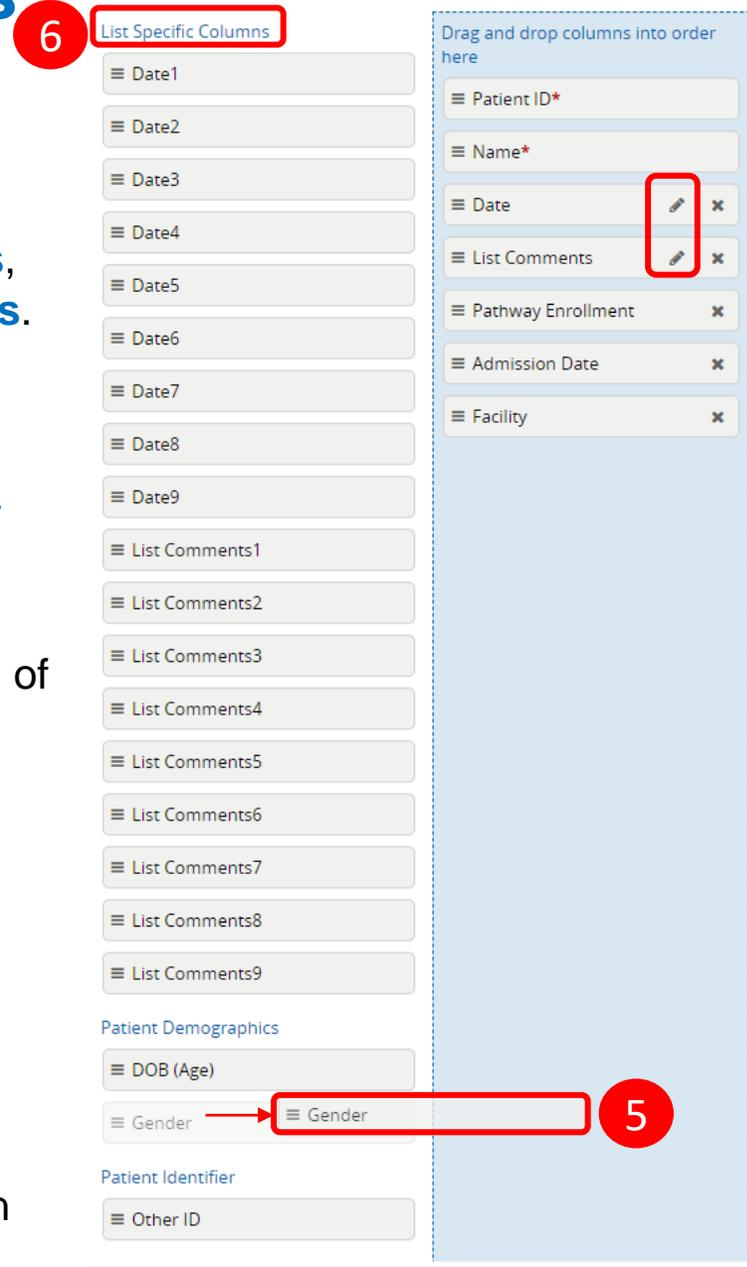 s
6
s,
s.
of
n
List Specific Columns
Date1
Date2
Date3
Date4
Date5
Date6
Date7
Date8
Date9
List Comments1
List Comments2
List Comments3
List Comments4
List Comments5
List Comments6
List Comments7
List Comments8
List Comments9
Patient Demographics
DOB (Age)
Gender
Gender
5
Patient Identifier
Other ID
Drag and drop columns into order
here
Patient ID*
Name*
Date
List Comments
Pathway Enrollment
Admission Date
Facility